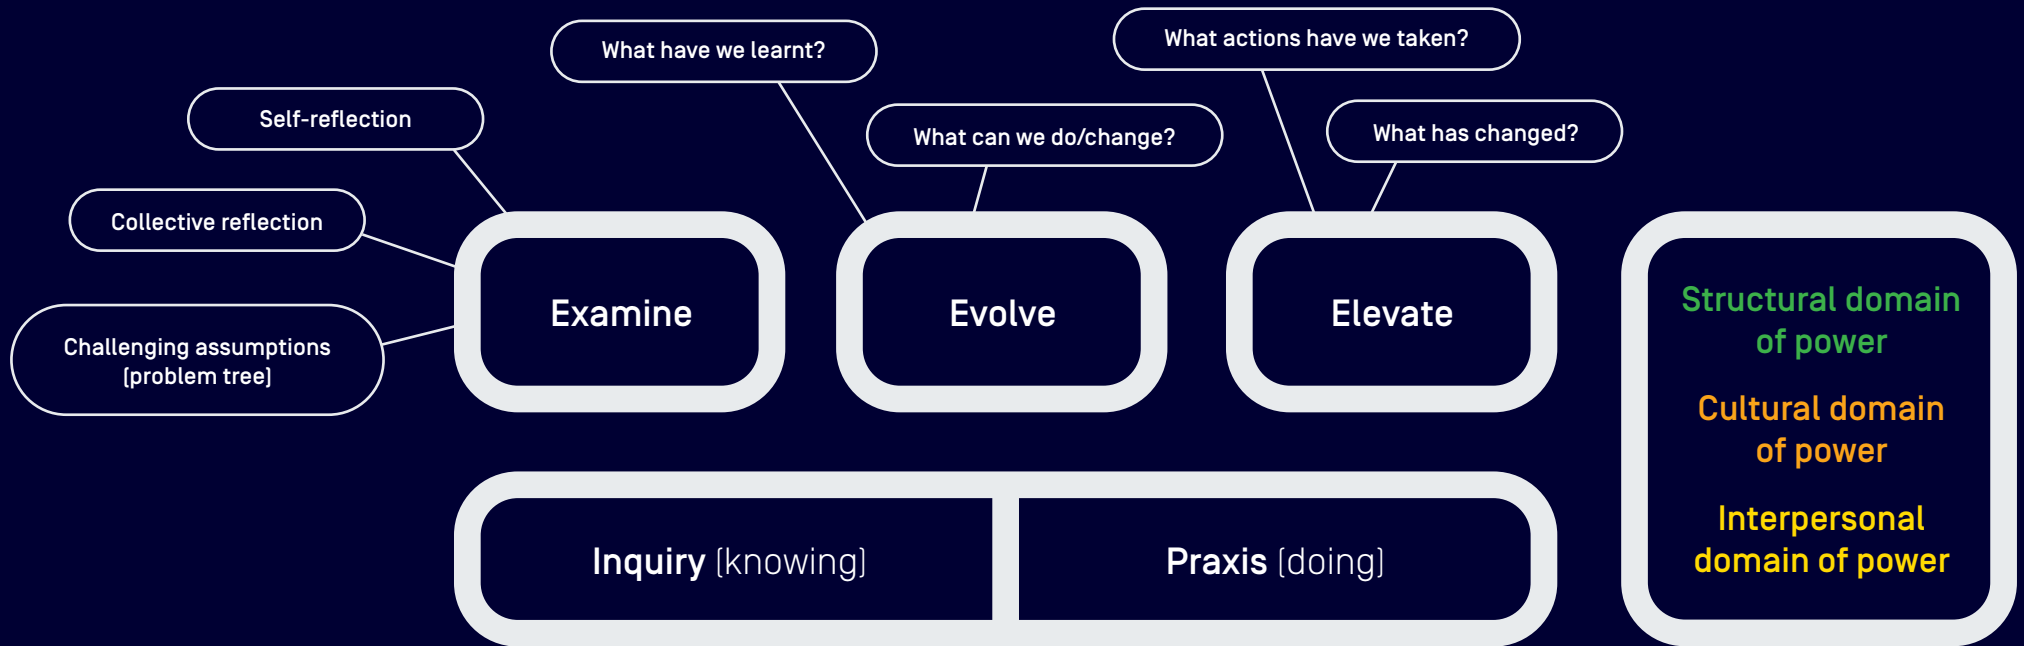 What have we learnt?
What actions have we taken?
Self-reflection
What can we do/change?
What has changed?
Collective reflection
Challenging assumptions
(problem tree)
Examine
Evolve
Elevate
Structural domain
of power
Cultural domain
of power
Interpersonal
domain of power
Inquiry (knowing)
Praxis (doing)